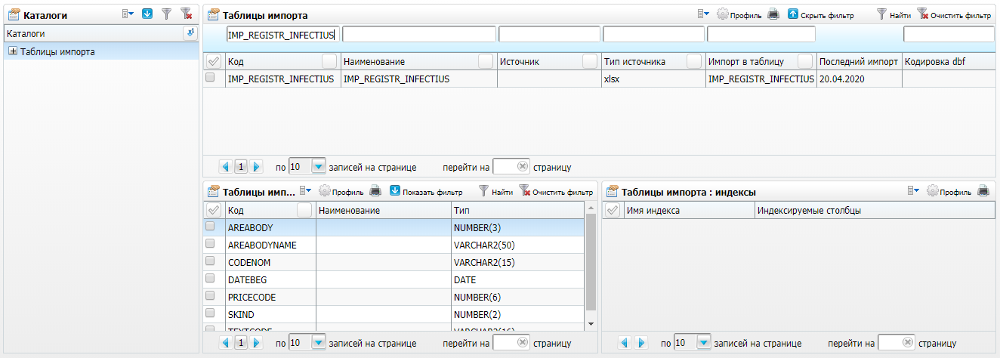 Каталоги
Каталоги
Таблицы импорта
Таблицы импорта
Профиль Скрыть фильтр Найти Очистить фильтр
IMP_REGISTR_INFECTIUS
Код Наименование Источник Тип источника Импорт в таблицу Последний импорт Кодировка dbf
IMP_REGISTR_INFECTIUS IMP_REGISTR_INFECTIUS xlsx IMP_REGISTR_INFECTIUS 20.04.2020
1 по 10 записей на странице перейти на страницу
Таблицы имп... Профиль Показать фильтр Найти Очистить фильтр
Код Наименование Тип
AREABODY NUMBER(3)
AREABODYNAME VARCHAR2(50)
CODENOM VARCHAR2(15)
DATEBEG DATE
PRICECODE NUMBER(6)
SKIND NUMBER(2)
TEXTCODE VARCHAR2(16)
1 по 10 записей на странице перейти на страницу
Таблицы импорта : индексы Профиль
Имя индекса Индексируемые столбцы
по 10 записей на странице перейти на страницу